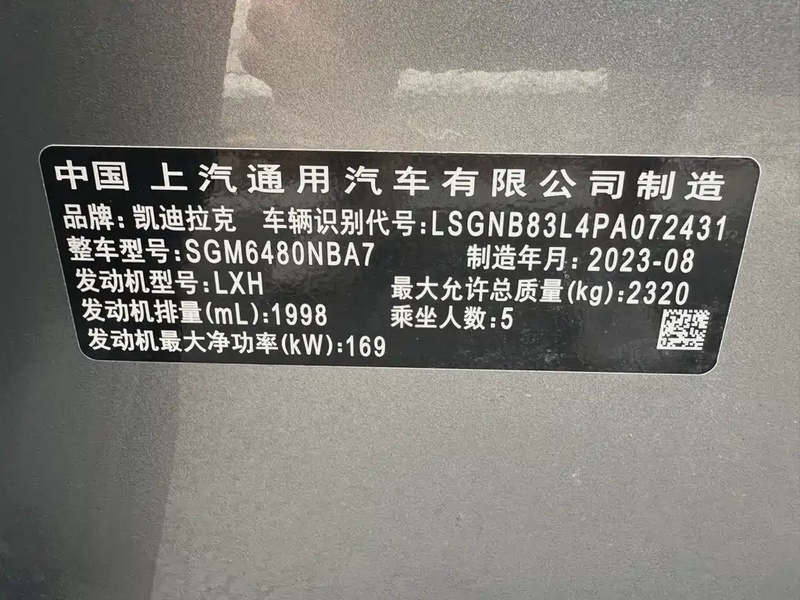 中国 上汽通用汽车有限公司制造
品牌:凯迪拉克 车辆识别代号:LSGNB83L4PA072431
整车型号:SGM6480NBA7 制造年月:2023-08
发动机型号:LXH 最大允许总质量(kg):2320
发动机排量(mL):1998 乘坐人数:5
发动机最大净功率(kW):169